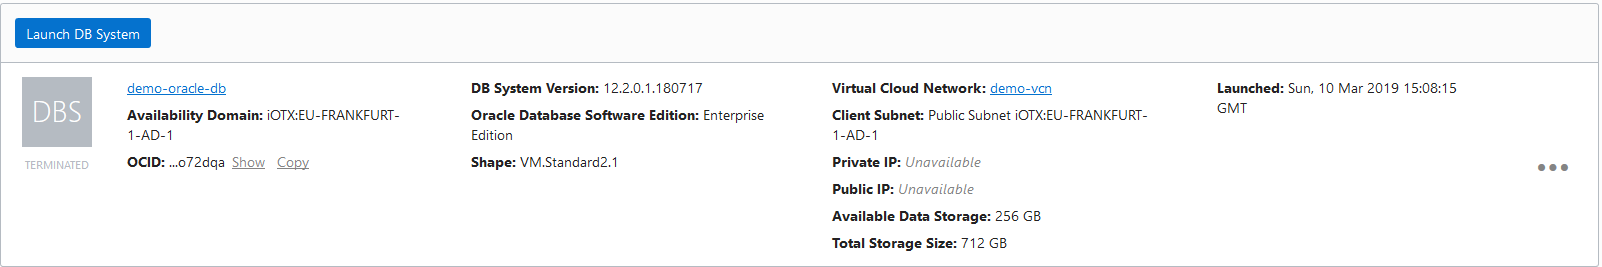 Launch DB System
DBS
TERMINATED
demo-oracle-db
Availability Domain: iOTX:EU-FRANKFURT-
1-AD-1
OCID: ...o72dqa Show Copy
DB System Version: 12.2.0.1.180717
Oracle Database Software Edition: Enterprise
Edition
Shape: VM.Standard2.1
Virtual Cloud Network: demo-vcn
Client Subnet: Public Subnet iOTX:EU-FRANKFURT-
1-AD-1
Private IP: Unavailable
Public IP: Unavailable
Available Data Storage: 256 GB
Total Storage Size: 712 GB
Launched: Sun, 10 Mar 2019 15:08:15
GMT